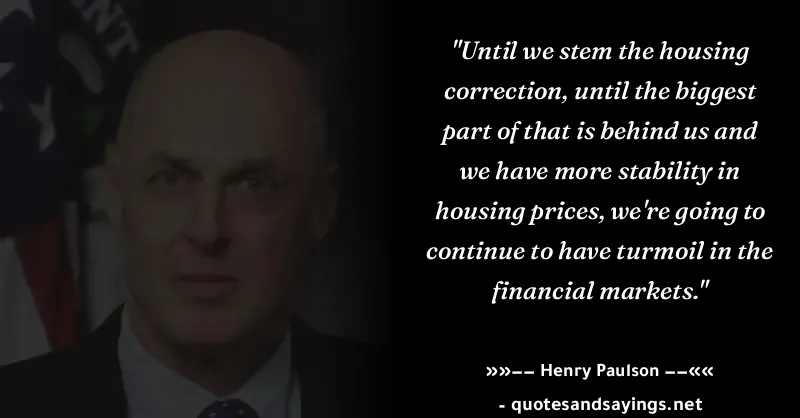 NT
"Until we stem the housing
correction, until the biggest
part of that is behind us and
we have more stability in
housing prices, we're going to
continue to have turmoil in the
financial markets."
»»–– Henry Paulson ––««
- quotesandsayings.net